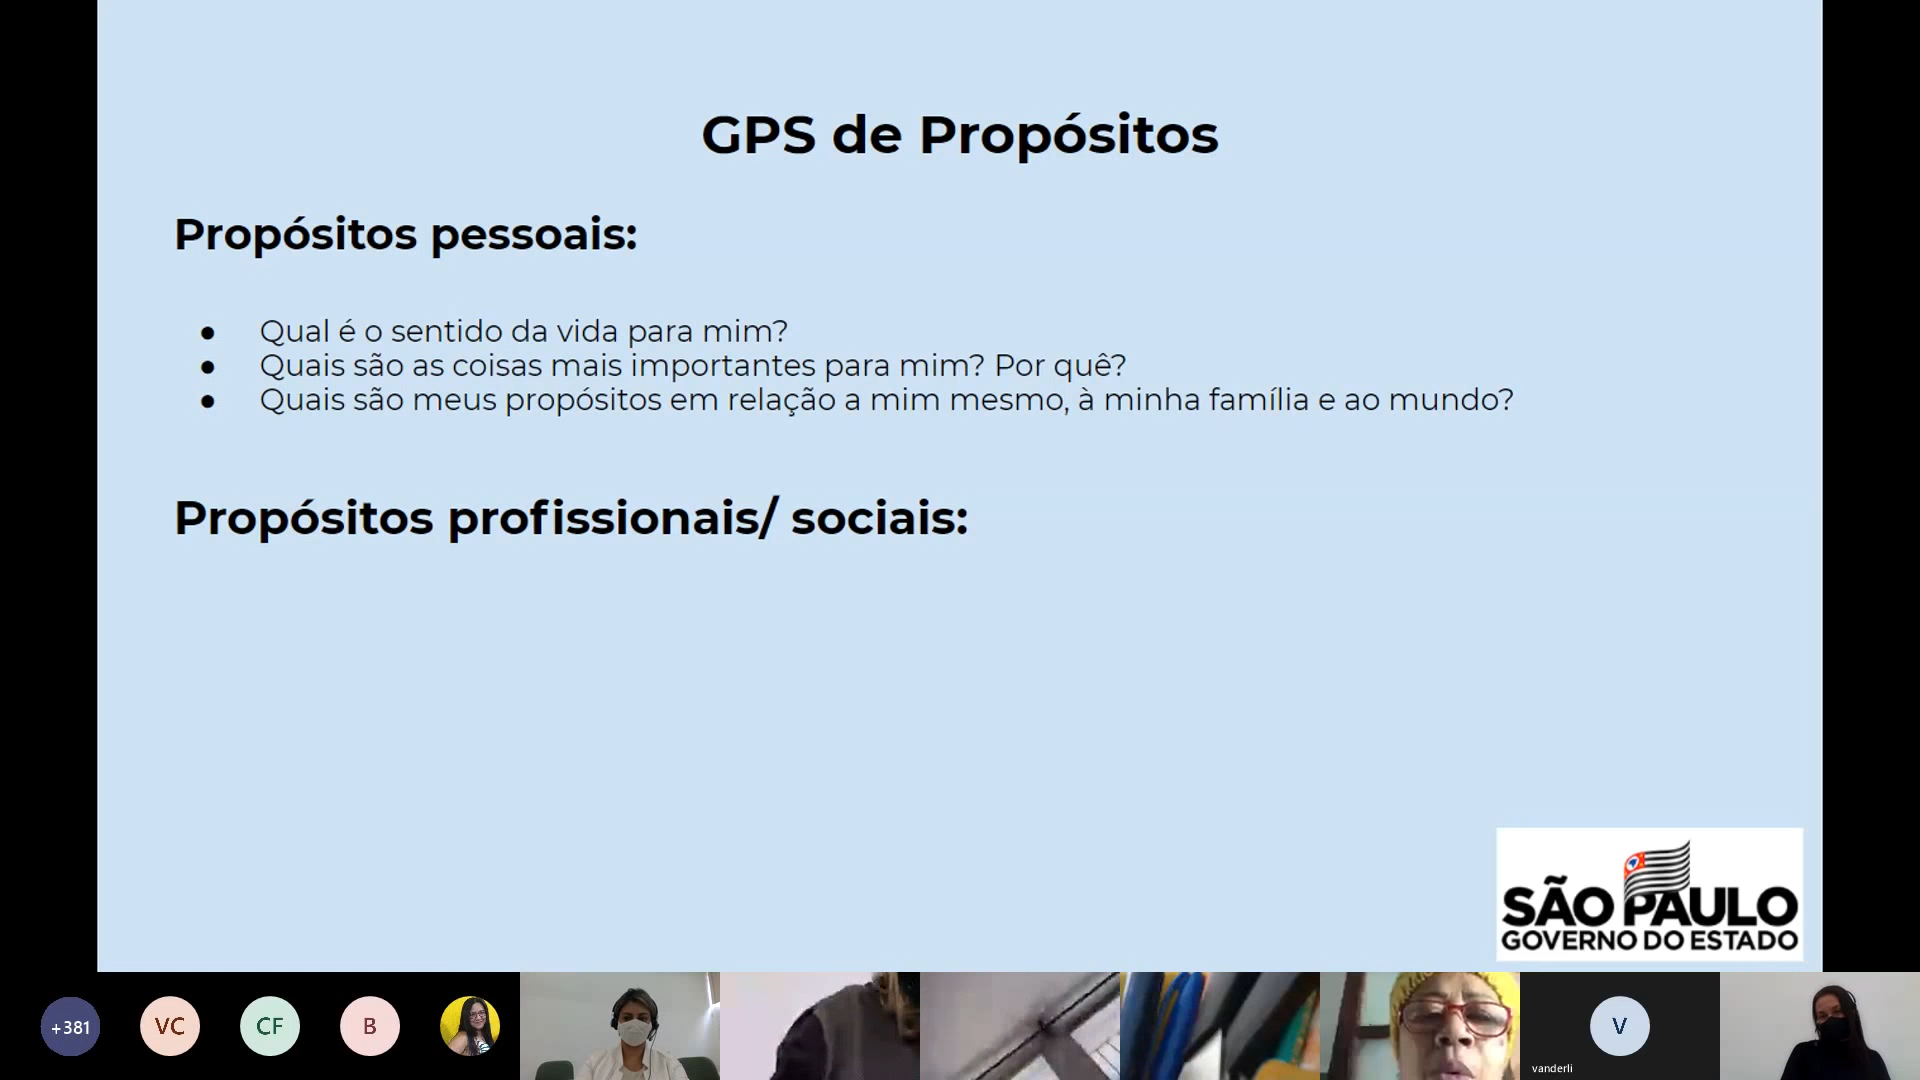 GPS de Propósitos
Propósitos pessoais:
● Qual é o sentido da vida para mim?
● Quais são as coisas mais importantes para mim? Por quê?
● Quais são meus propósitos em relação a mim mesmo, à minha família e ao mundo?
Propósitos profissionais/ sociais:
SÃO PAULO
GOVERNO DO ESTADO
+381
VC
CF
B
V
vanderli